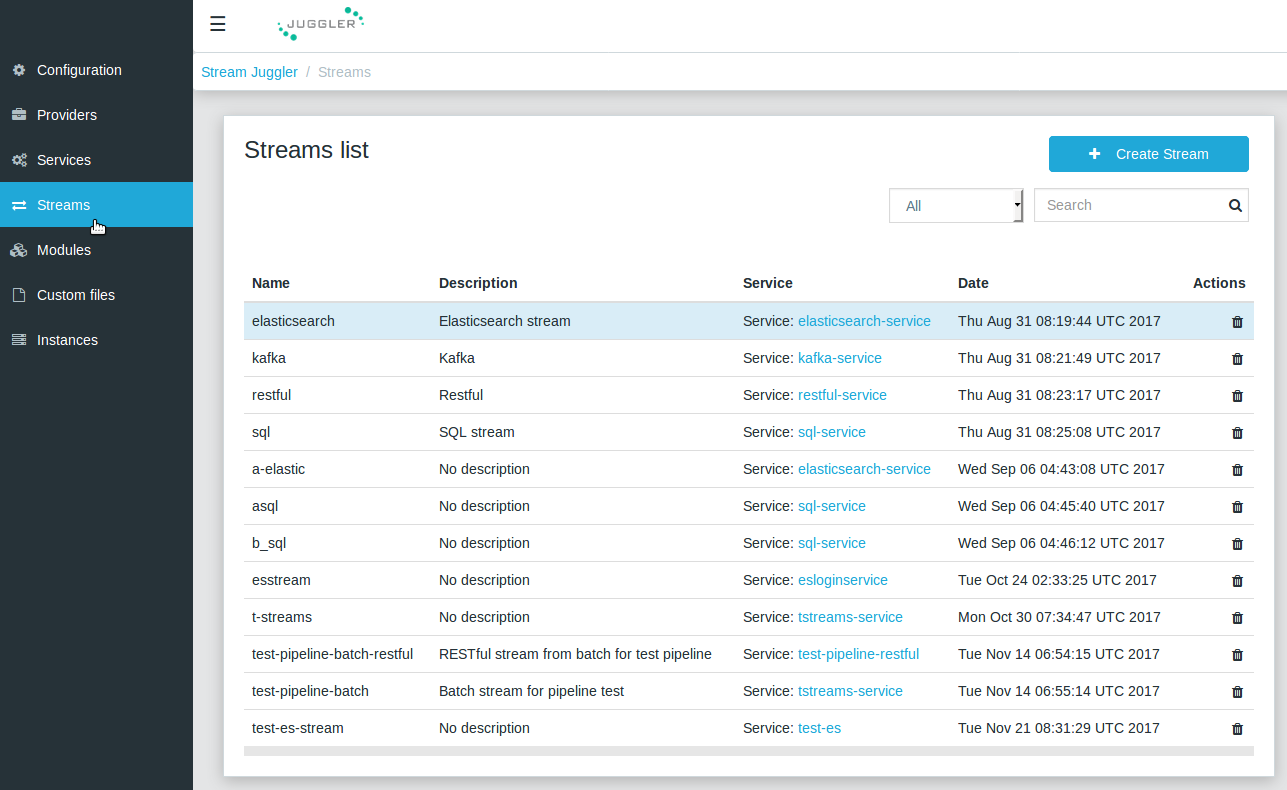 ☰ JUGGLER
Stream Juggler / Streams
Configuration
Providers
Services
Streams
Modules
Custom files
Instances
Streams list
Create Stream
All
Search
Name Description Service Date Actions
elasticsearch Elasticsearch stream Service: elasticsearch-service Thu Aug 31 08:19:44 UTC 2017
kafka Kafka Service: kafka-service Thu Aug 31 08:21:49 UTC 2017
restful Restful Service: restful-service Thu Aug 31 08:23:17 UTC 2017
sql SQL stream Service: sql-service Thu Aug 31 08:25:08 UTC 2017
a-elastic No description Service: elasticsearch-service Wed Sep 06 04:43:08 UTC 2017
asql No description Service: sql-service Wed Sep 06 04:45:40 UTC 2017
b_sql No description Service: sql-service Wed Sep 06 04:46:12 UTC 2017
esstream No description Service: esloginservice Tue Oct 24 02:33:25 UTC 2017
t-streams No description Service: tstreams-service Mon Oct 30 07:34:47 UTC 2017
test-pipeline-batch-restful RESTful stream from batch for test pipeline Service: test-pipeline-restful Tue Nov 14 06:54:15 UTC 2017
test-pipeline-batch Batch stream for pipeline test Service: tstreams-service Tue Nov 14 06:55:14 UTC 2017
test-es-stream No description Service: test-es Tue Nov 21 08:31:29 UTC 2017